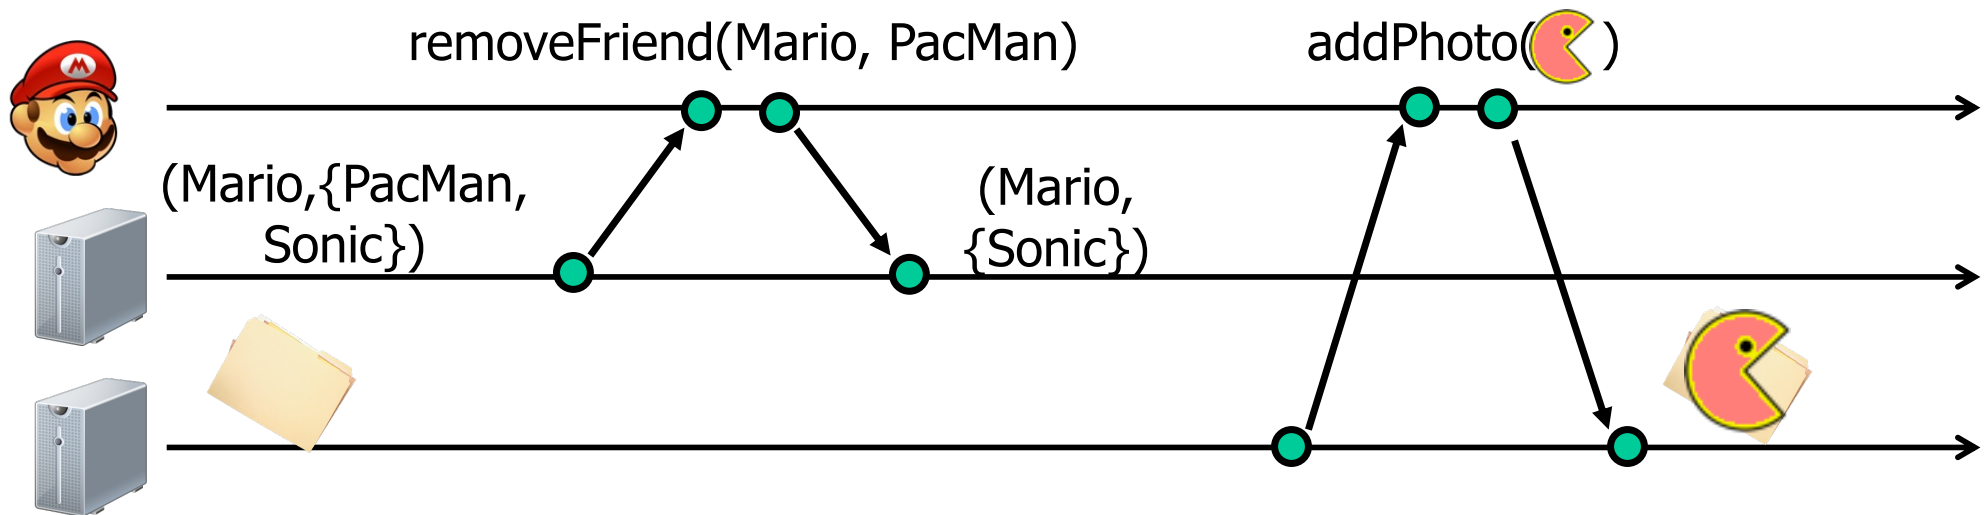 removeFriend(Mario, PacMan)
addPhoto( )
M
(Mario,{PacMan,
Sonic})
(Mario,
{Sonic})